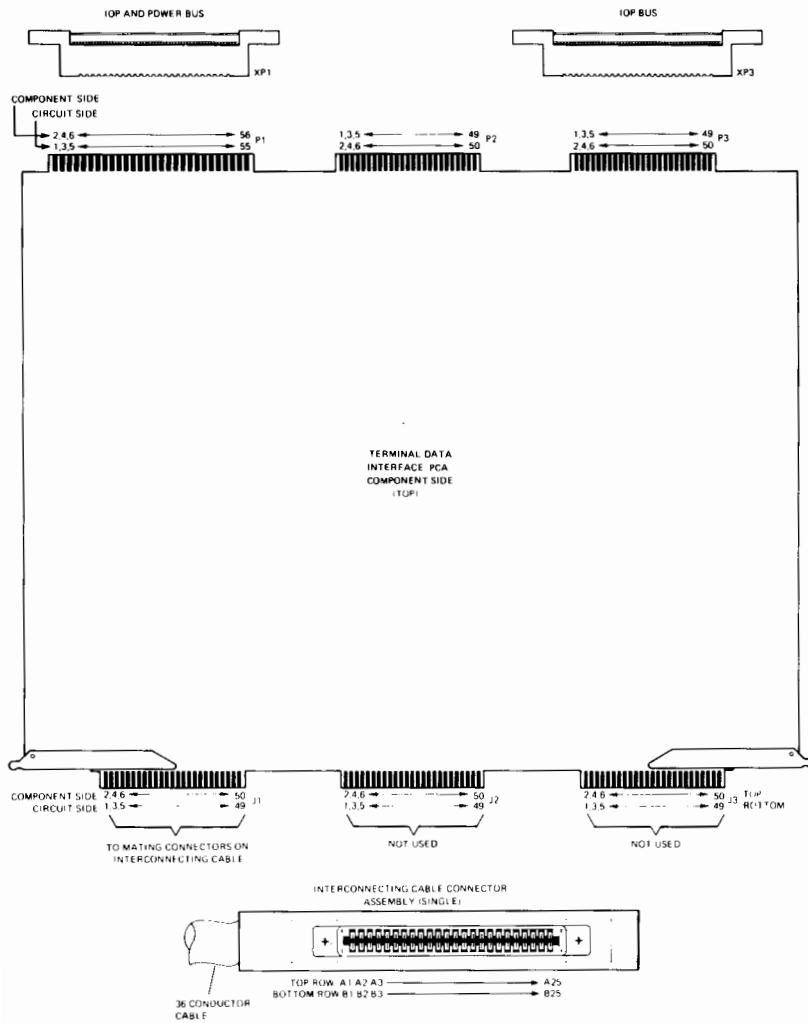 IOP AND POWER BUS
IOP BUS
XP1
XP3
COMPONENT SIDE
CIRCUIT SIDE
2,4,6 56
1,3,5 55
P1
1,3,5 49
2,4,6 50
P2
1,3,5 49
2,4,6 50
P3
TERMINAL DATA
INTERFACE PCA
COMPONENT SIDE
(TOP)
COMPONENT SIDE 2,4,6 50
CIRCUIT SIDE 1,3,5 49
J1
2,4,6 50
1,3,5 49
J2
2,4,6 50
1,3,5 49
J3
TOP
BOTTOM
TO MATING CONNECTORS ON
INTERCONNECTING CABLE
NOT USED
NOT USED
INTERCONNECTING CABLE CONNECTOR
ASSEMBLY (SINGLE)
+ +
TOP ROW A1 A2 A3 A25
BOTTOM ROW B1 B2 B3 B25
36 CONDUCTOR
CABLE